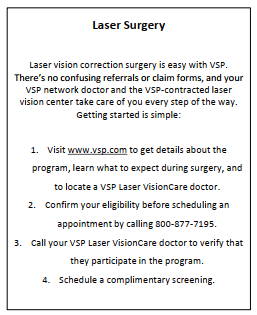 Laser Surgery
Laser vision correction surgery is easy with VSP.
There's no confusing referrals or claim forms, and your
VSP network doctor and the VSP-contracted laser
vision center take care of you every step of the way.
Getting started is simple:
1. Visit www.vsp.com to get details about the
program, learn what to expect during surgery, and
to locate a VSP Laser VisionCare doctor.
2. Confirm your eligibility before scheduling an
appointment by calling 800-877-7195.
3. Call your VSP Laser VisionCare doctor to verify that
they participate in the program.
4. Schedule a complimentary screening.